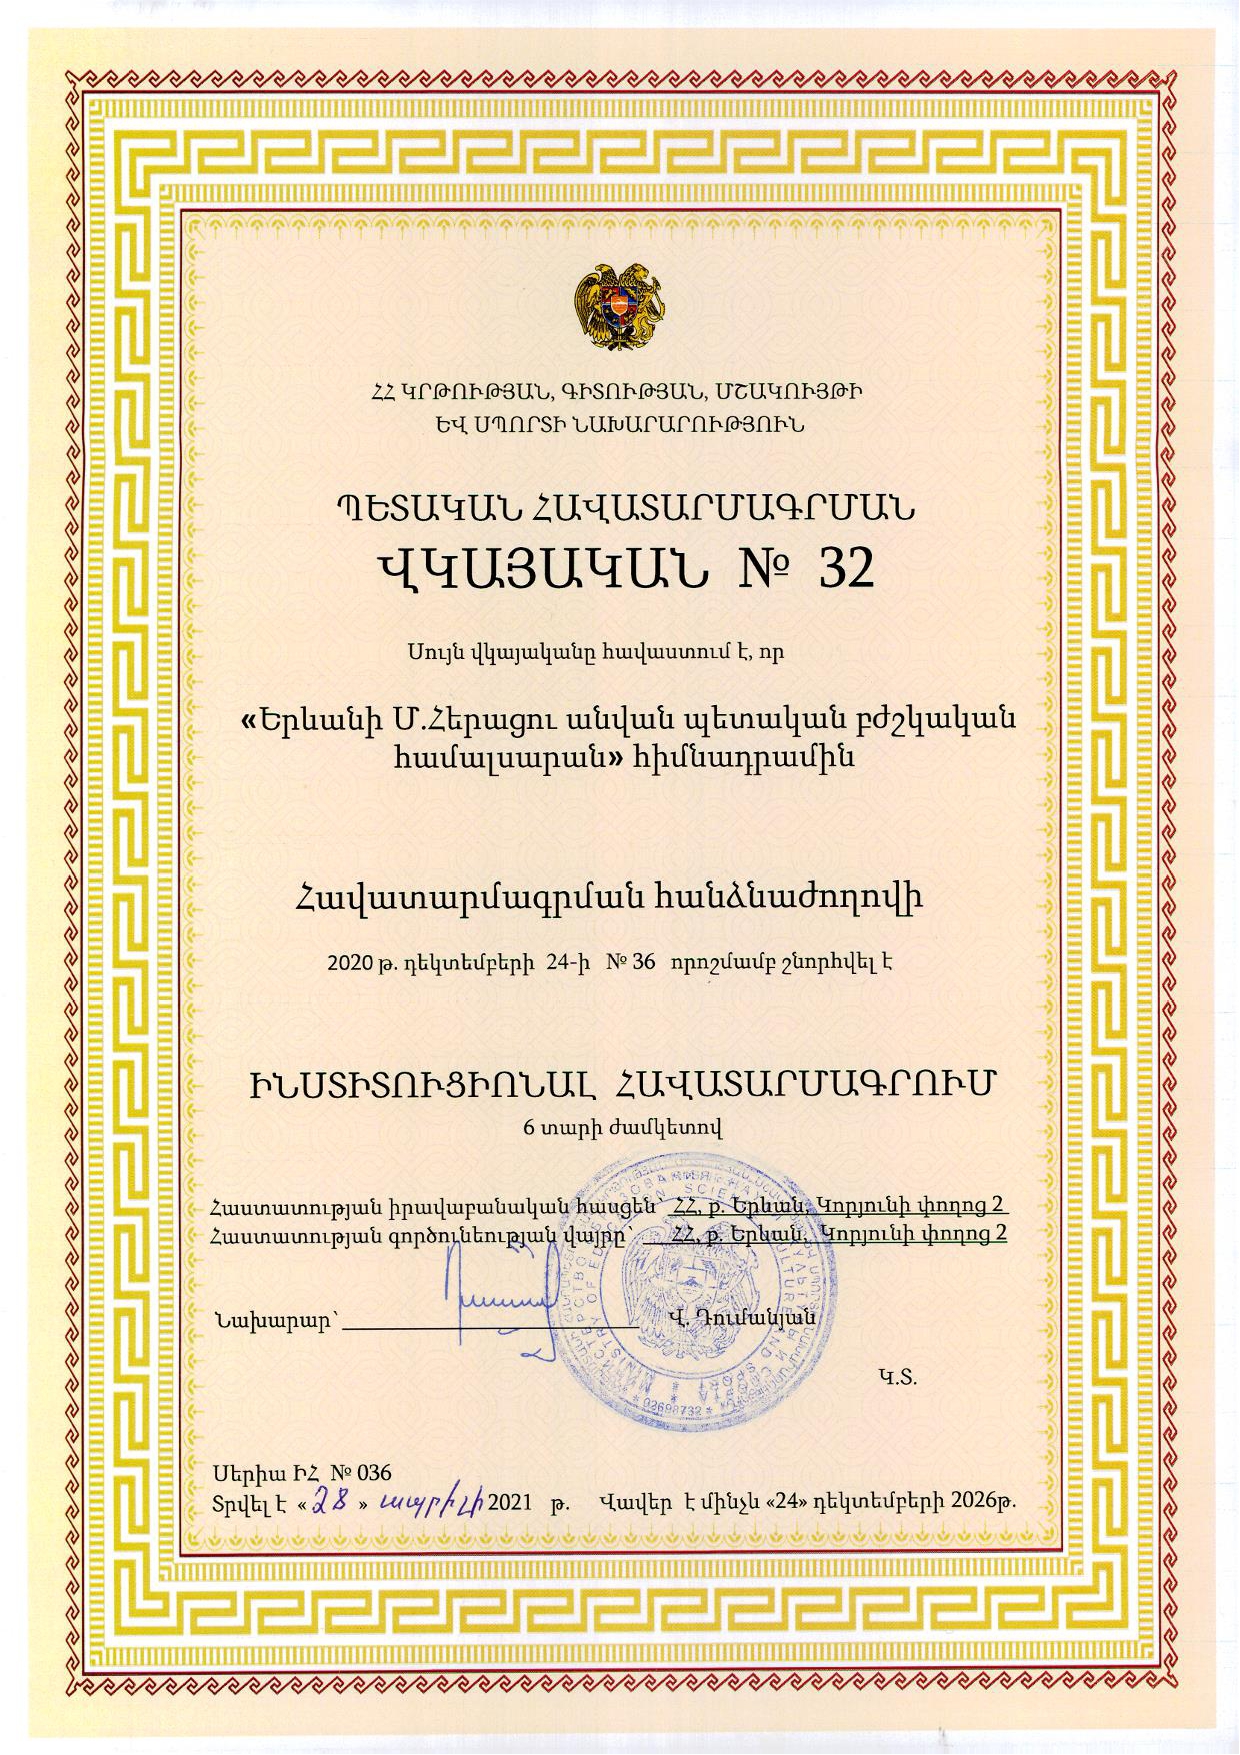 ՀՀ ԿՐԹՈՒԹՅԱՆ, ԳԻՏՈՒԹՅԱՆ, ՄՇԱԿՈՒՅԹԻ
ԵՎ ՍՊՈՐՏԻ ՆԱԽԱՐԱՐՈՒԹՅՈՒՆ
ՊԵՏԱԿԱՆ ՀԱՎԱՏԱՐՄԱԳՐՄԱՆ
ՎԿԱՅԱԿԱՆ № 32
Սույն վկայականը հավաստում է, որ
«Երևանի Մ.Հերացու անվան պետական բժշկական
համալսարան» հիմնադրամին
Հավատարմագրման հանձնաժողովի
2020 թ. դեկտեմբերի 24-ի № 36 որոշմամբ շնորհվել է
ԻՆՍՏԻՏՈՒՑԻՈՆԱԼ ՀԱՎԱՏԱՐՄԱԳՐՈՒՄ
6 տարի ժամկետով
Հաստատության իրավաբանական հասցեն՝ ՀՀ, ք. Երևան, Կորյունի փողոց 2
Հաստատության գործունեության վայրը՝ ՀՀ, ք. Երևան, Կորյունի փողոց 2
Նախարար՝ Վ. Դումանյան
Կ.Տ.
Սերիա ԻՀ № 036
Տրվել է «28» ապրիլի 2021 թ. Վավեր է մինչև «24» դեկտեմբերի 2026թ.